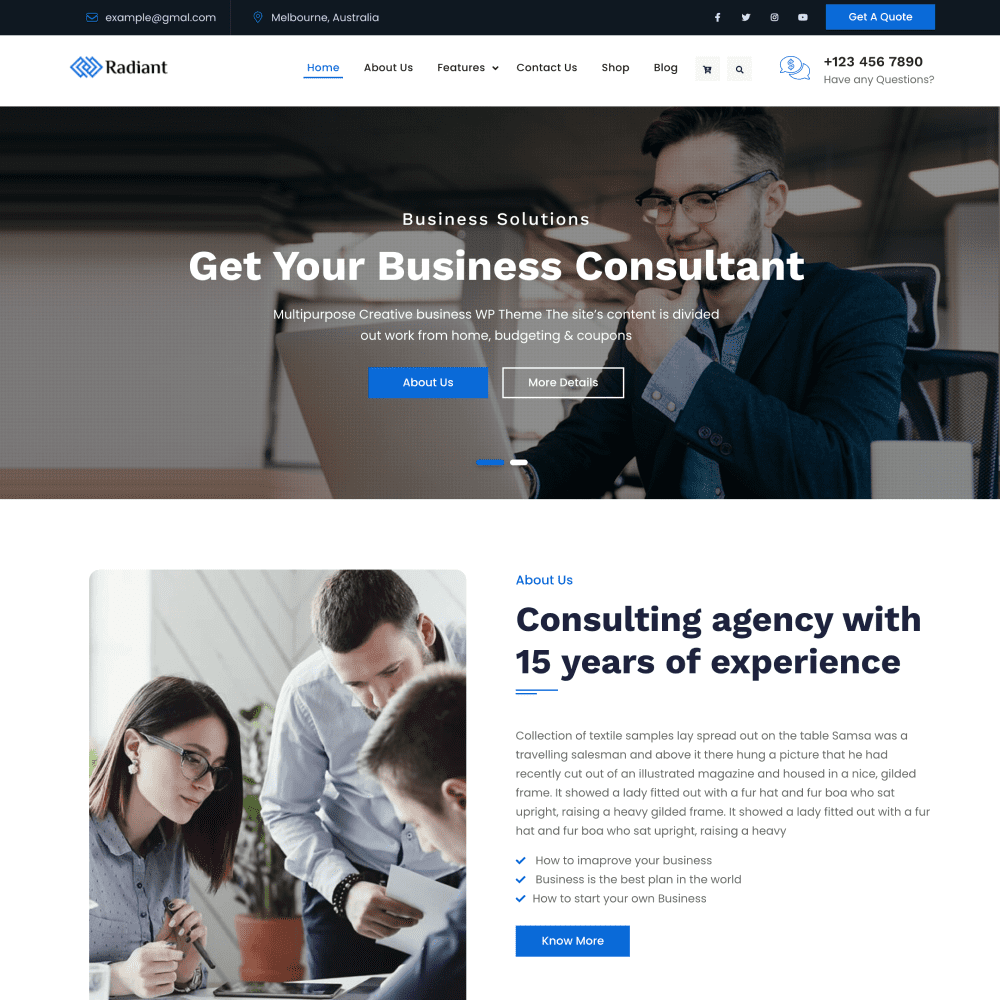 example@gmal.com
Melbourne, Australia
Get A Quote
Radiant
Home
About Us
Features
Contact Us
Shop
Blog
$
+123 456 7890
Have any Questions?
Business Solutions
Get Your Business Consultant
Multipurpose Creative business WP Theme The site's content is divided
out work from home, budgeting & coupons
About Us
More Details
About Us
Consulting agency with
15 years of experience
Collection of textile samples lay spread out on the table Samsa was a
travelling salesman and above it there hung a picture that he had
recently cut out of an illustrated magazine and housed in a nice, gilded
frame. It showed a lady fitted out with a fur hat and fur boa who sat
upright, raising a heavy gilded frame. It showed a lady fitted out with a fur
hat and fur boa who sat upright, raising a heavy
How to imaprove your business
Business is the best plan in the world
How to start your own Business
Know More